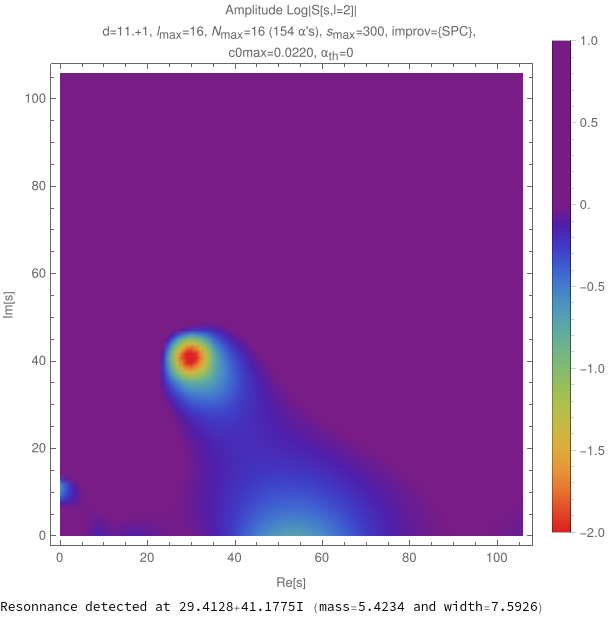 Amplitude Log|S[s,l=2]|
d=11.+1, lmax=16, Nmax=16 (154 α's), smax=300, improv={SPC},
c0max=0.0220, αth=0
1.0
100
0.5
80
0.
Im[s]
60
-0.5
40
-1.0
20
-1.5
0
-2.0
0 20 40 60 80 100
Re[s]
Resonnance detected at 29.4128+41.1775I (mass=5.4234 and width=7.5926)